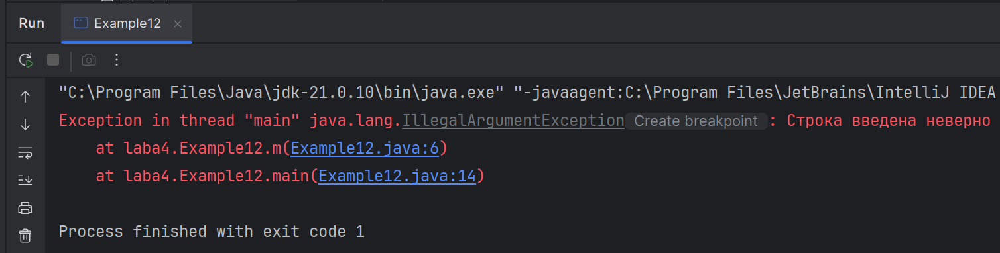 Run Example12
"C:\Program Files\Java\jdk-21.0.10\bin\java.exe" "-javaagent:C:\Program Files\JetBrains\IntelliJ IDEA
Exception in thread "main" java.lang.IllegalArgumentException Create breakpoint : Строка введена неверно
at laba4.Example12.m(Example12.java:6)
at laba4.Example12.main(Example12.java:14)
Process finished with exit code 1